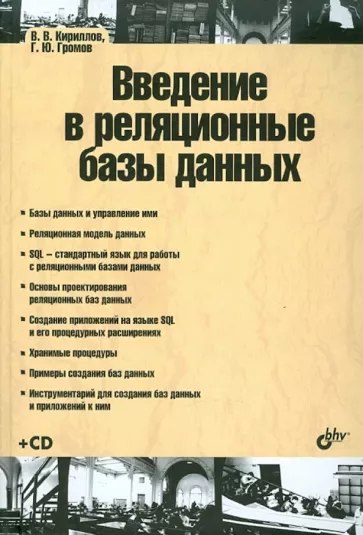 В. В. Кириллов,
Г. Ю. Громов
Введение
в реляционные
базы данных
Базы данных и управление ими
Реляционная модель данных
SQL – стандартный язык для работы
с реляционными базами данных
Основы проектирования
реляционных баз данных
Создание приложений на языке SQL
и его процедурных расширениях
Хранимые процедуры
Примеры создания баз данных
Инструментарий для создания баз данных
и приложений к ним
+CD
bhv